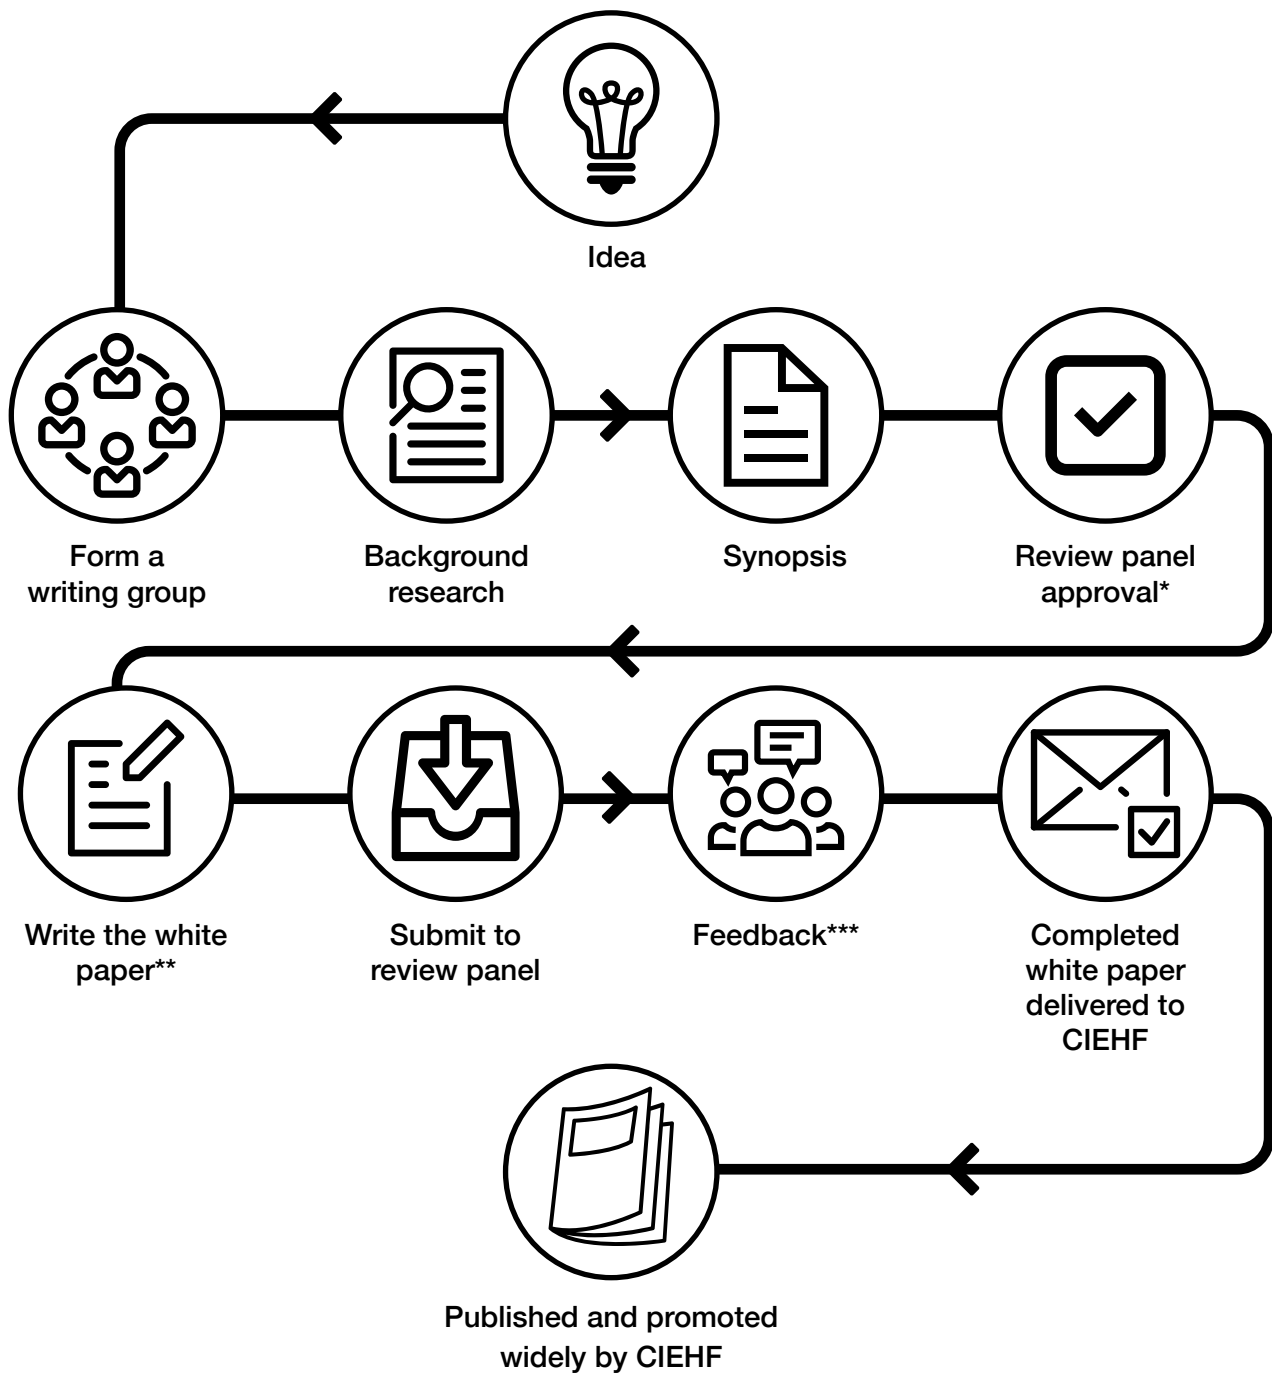 Idea
Form a
writing group
Background
research
Synopsis
Review panel
approval*
Write the white
paper**
Submit to
review panel
Feedback***
Completed
white paper
delivered to
CIEHF
Published and promoted
widely by CIEHF